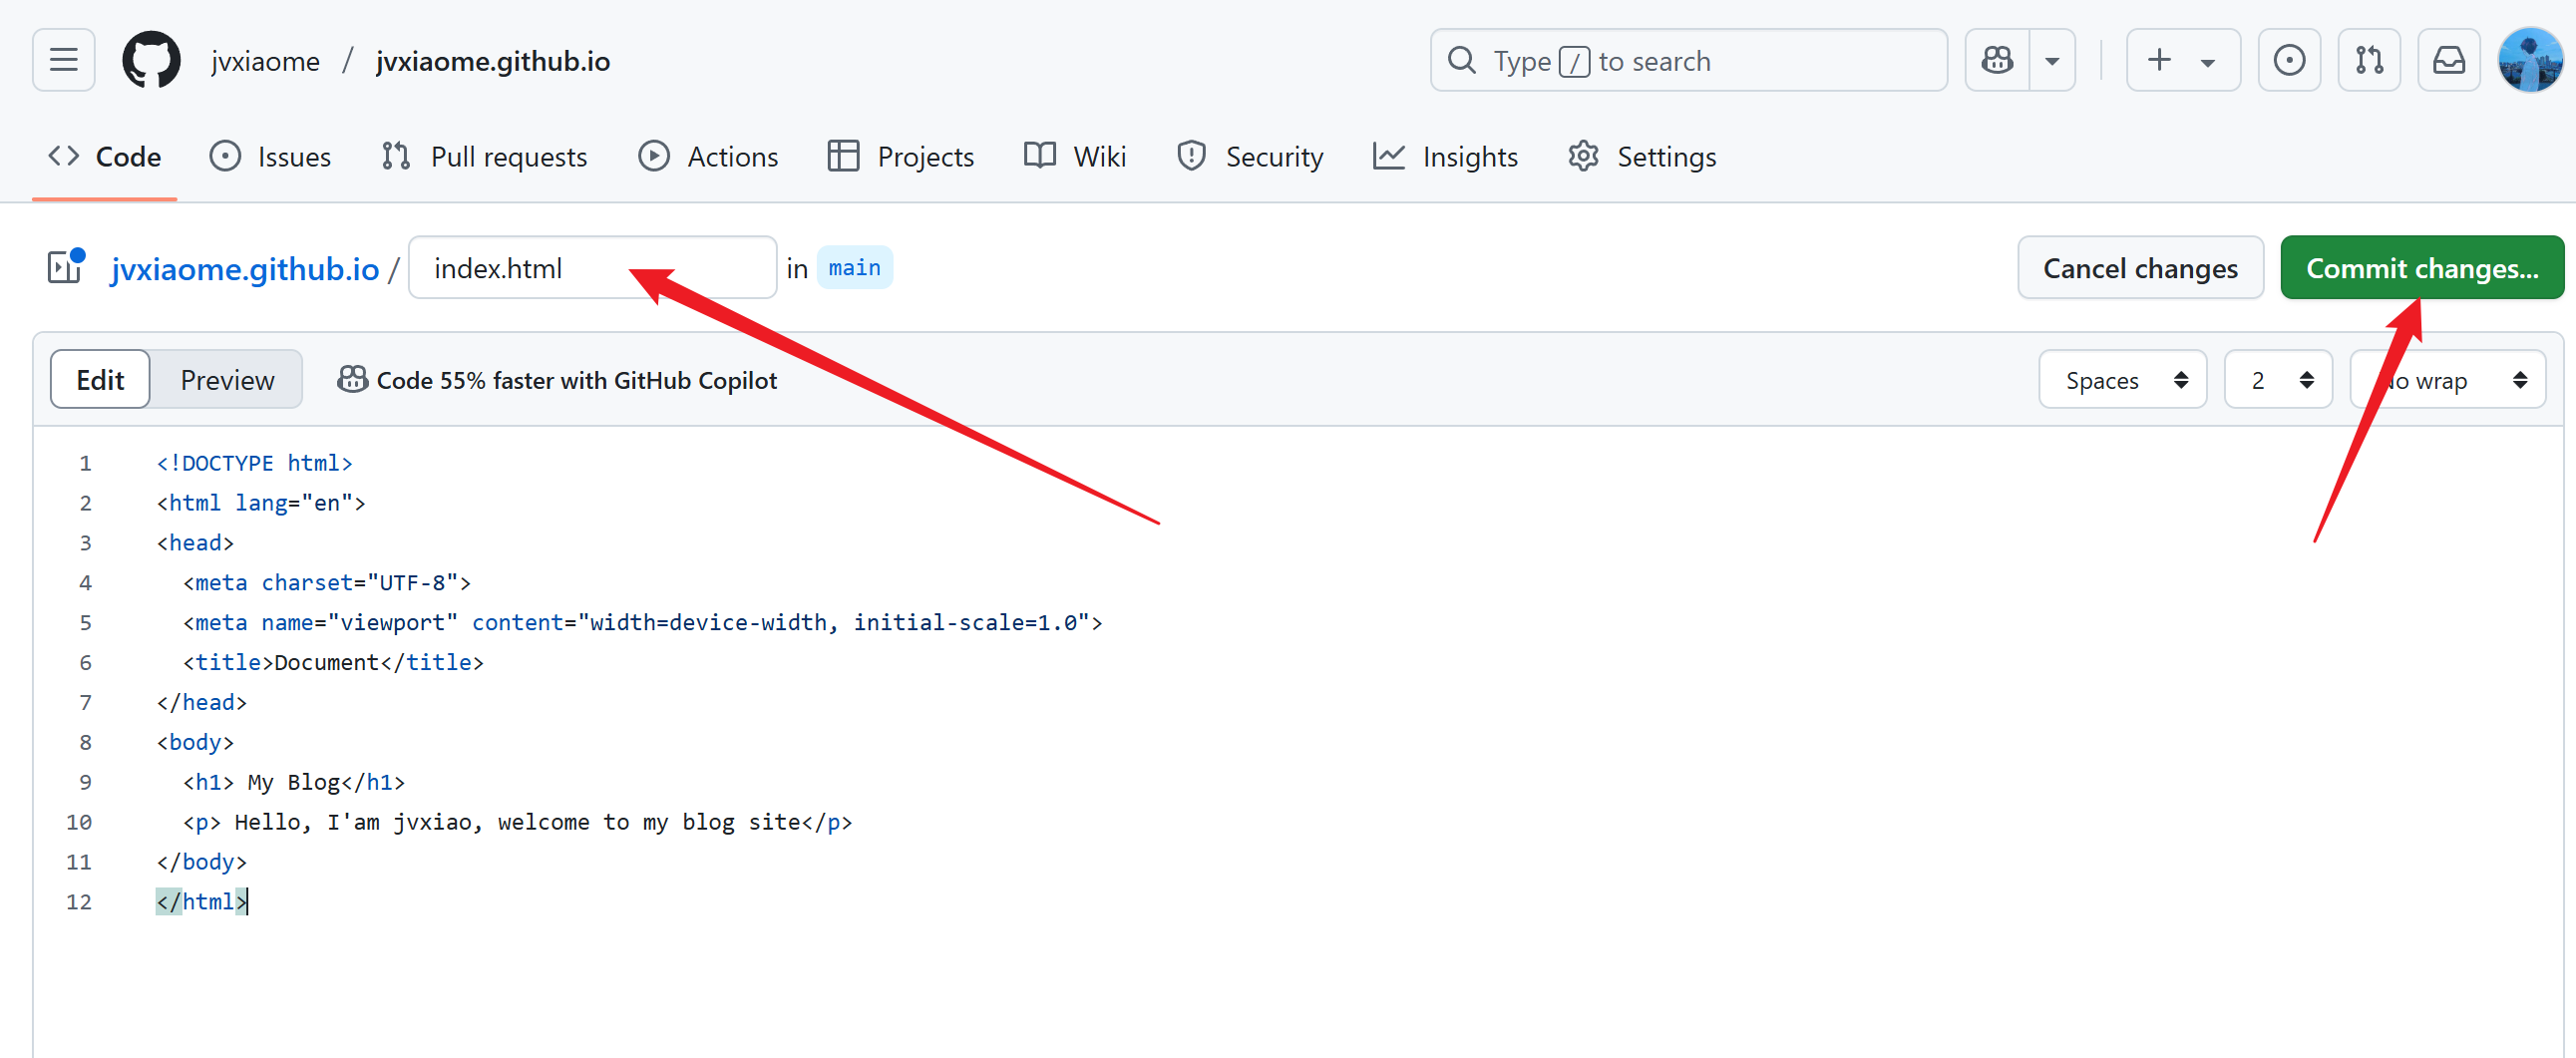 jvxiaome / jvxiaome.github.io Type / to search
Code Issues Pull requests Actions Projects Wiki Security Insights Settings
jvxiaome.github.io / index.html in main Cancel changes Commit changes...
Edit Preview Code 55% faster with GitHub Copilot Spaces 2 No wrap
1 <!DOCTYPE html>
2 <html lang="en">
3 <head>
4 <meta charset="UTF-8">
5 <meta name="viewport" content="width=device-width, initial-scale=1.0">
6 <title>Document</title>
7 </head>
8 <body>
9 <h1> My Blog</h1>
10 <p> Hello, I'am jvxiao, welcome to my blog site</p>
11 </body>
12 </html>